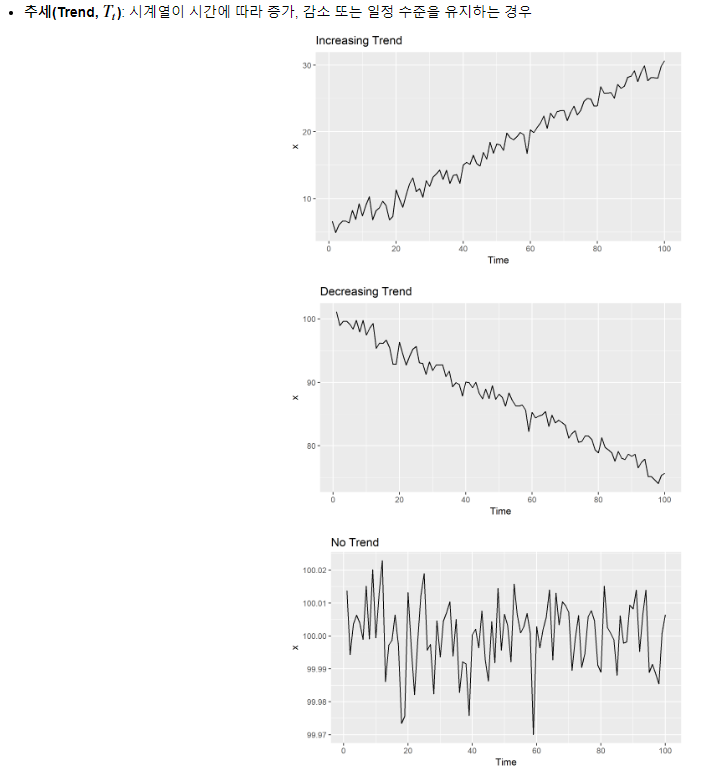 • 추세(Trend, T_t): 시계열이 시간에 따라 증가, 감소 또는 일정 수준을 유지하는 경우
Increasing Trend
30
20
10
x
0 20 40 60 80 100
Time
Decreasing Trend
100
90
80
x
0 20 40 60 80 100
Time
No Trend
100.02
100.01
100.00
99.99
99.98
99.97
x
0 20 40 60 80 100
Time